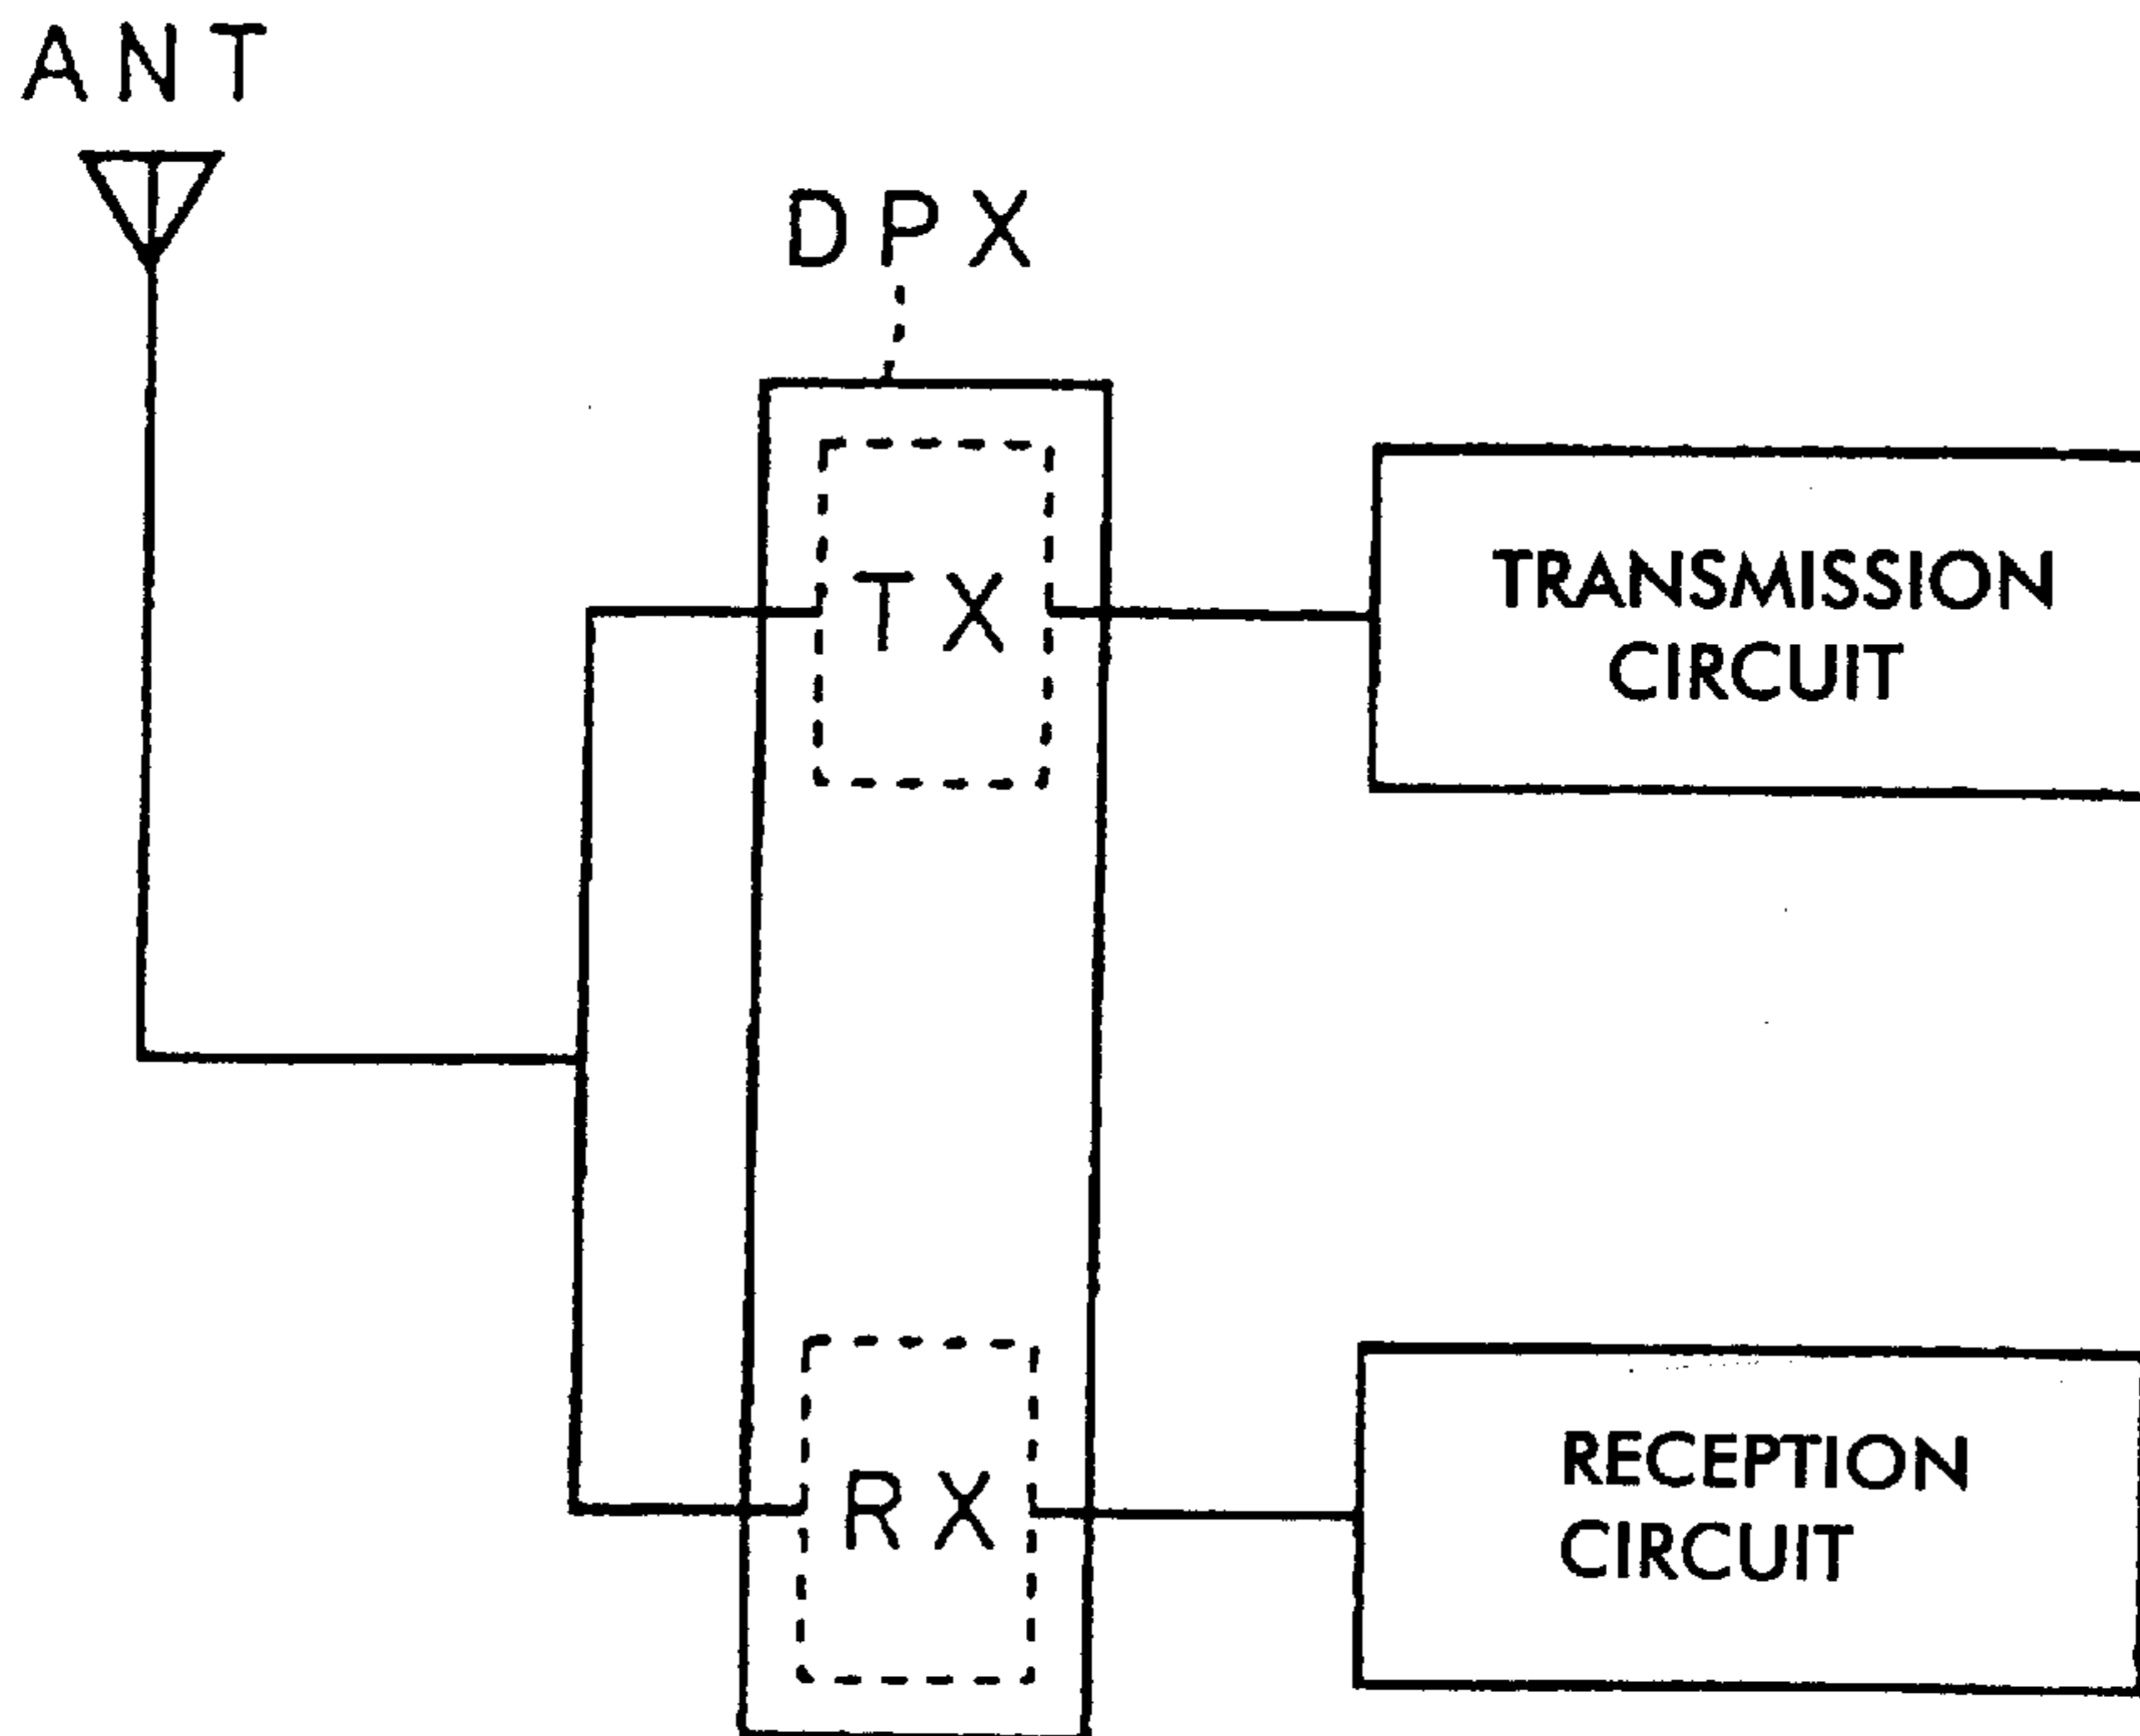 ANT
DPX
TX
TRANSMISSION
CIRCUIT
RX
RECEPTION
CIRCUIT